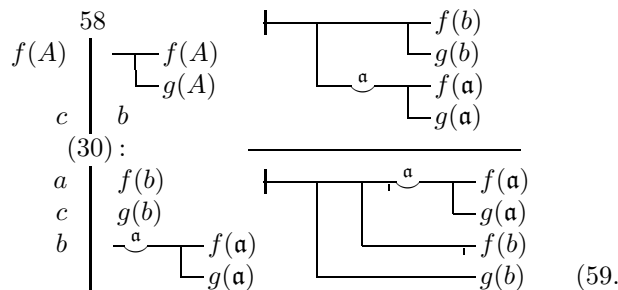 58
f(A) f(A) f(b)
g(A) g(b)
𝔞 f(𝔞)
c b g(𝔞)
(30) :
a f(b) 𝔞 f(𝔞)
c g(b) g(𝔞)
b 𝔞 f(𝔞) f(b)
g(𝔞) g(b) (59.